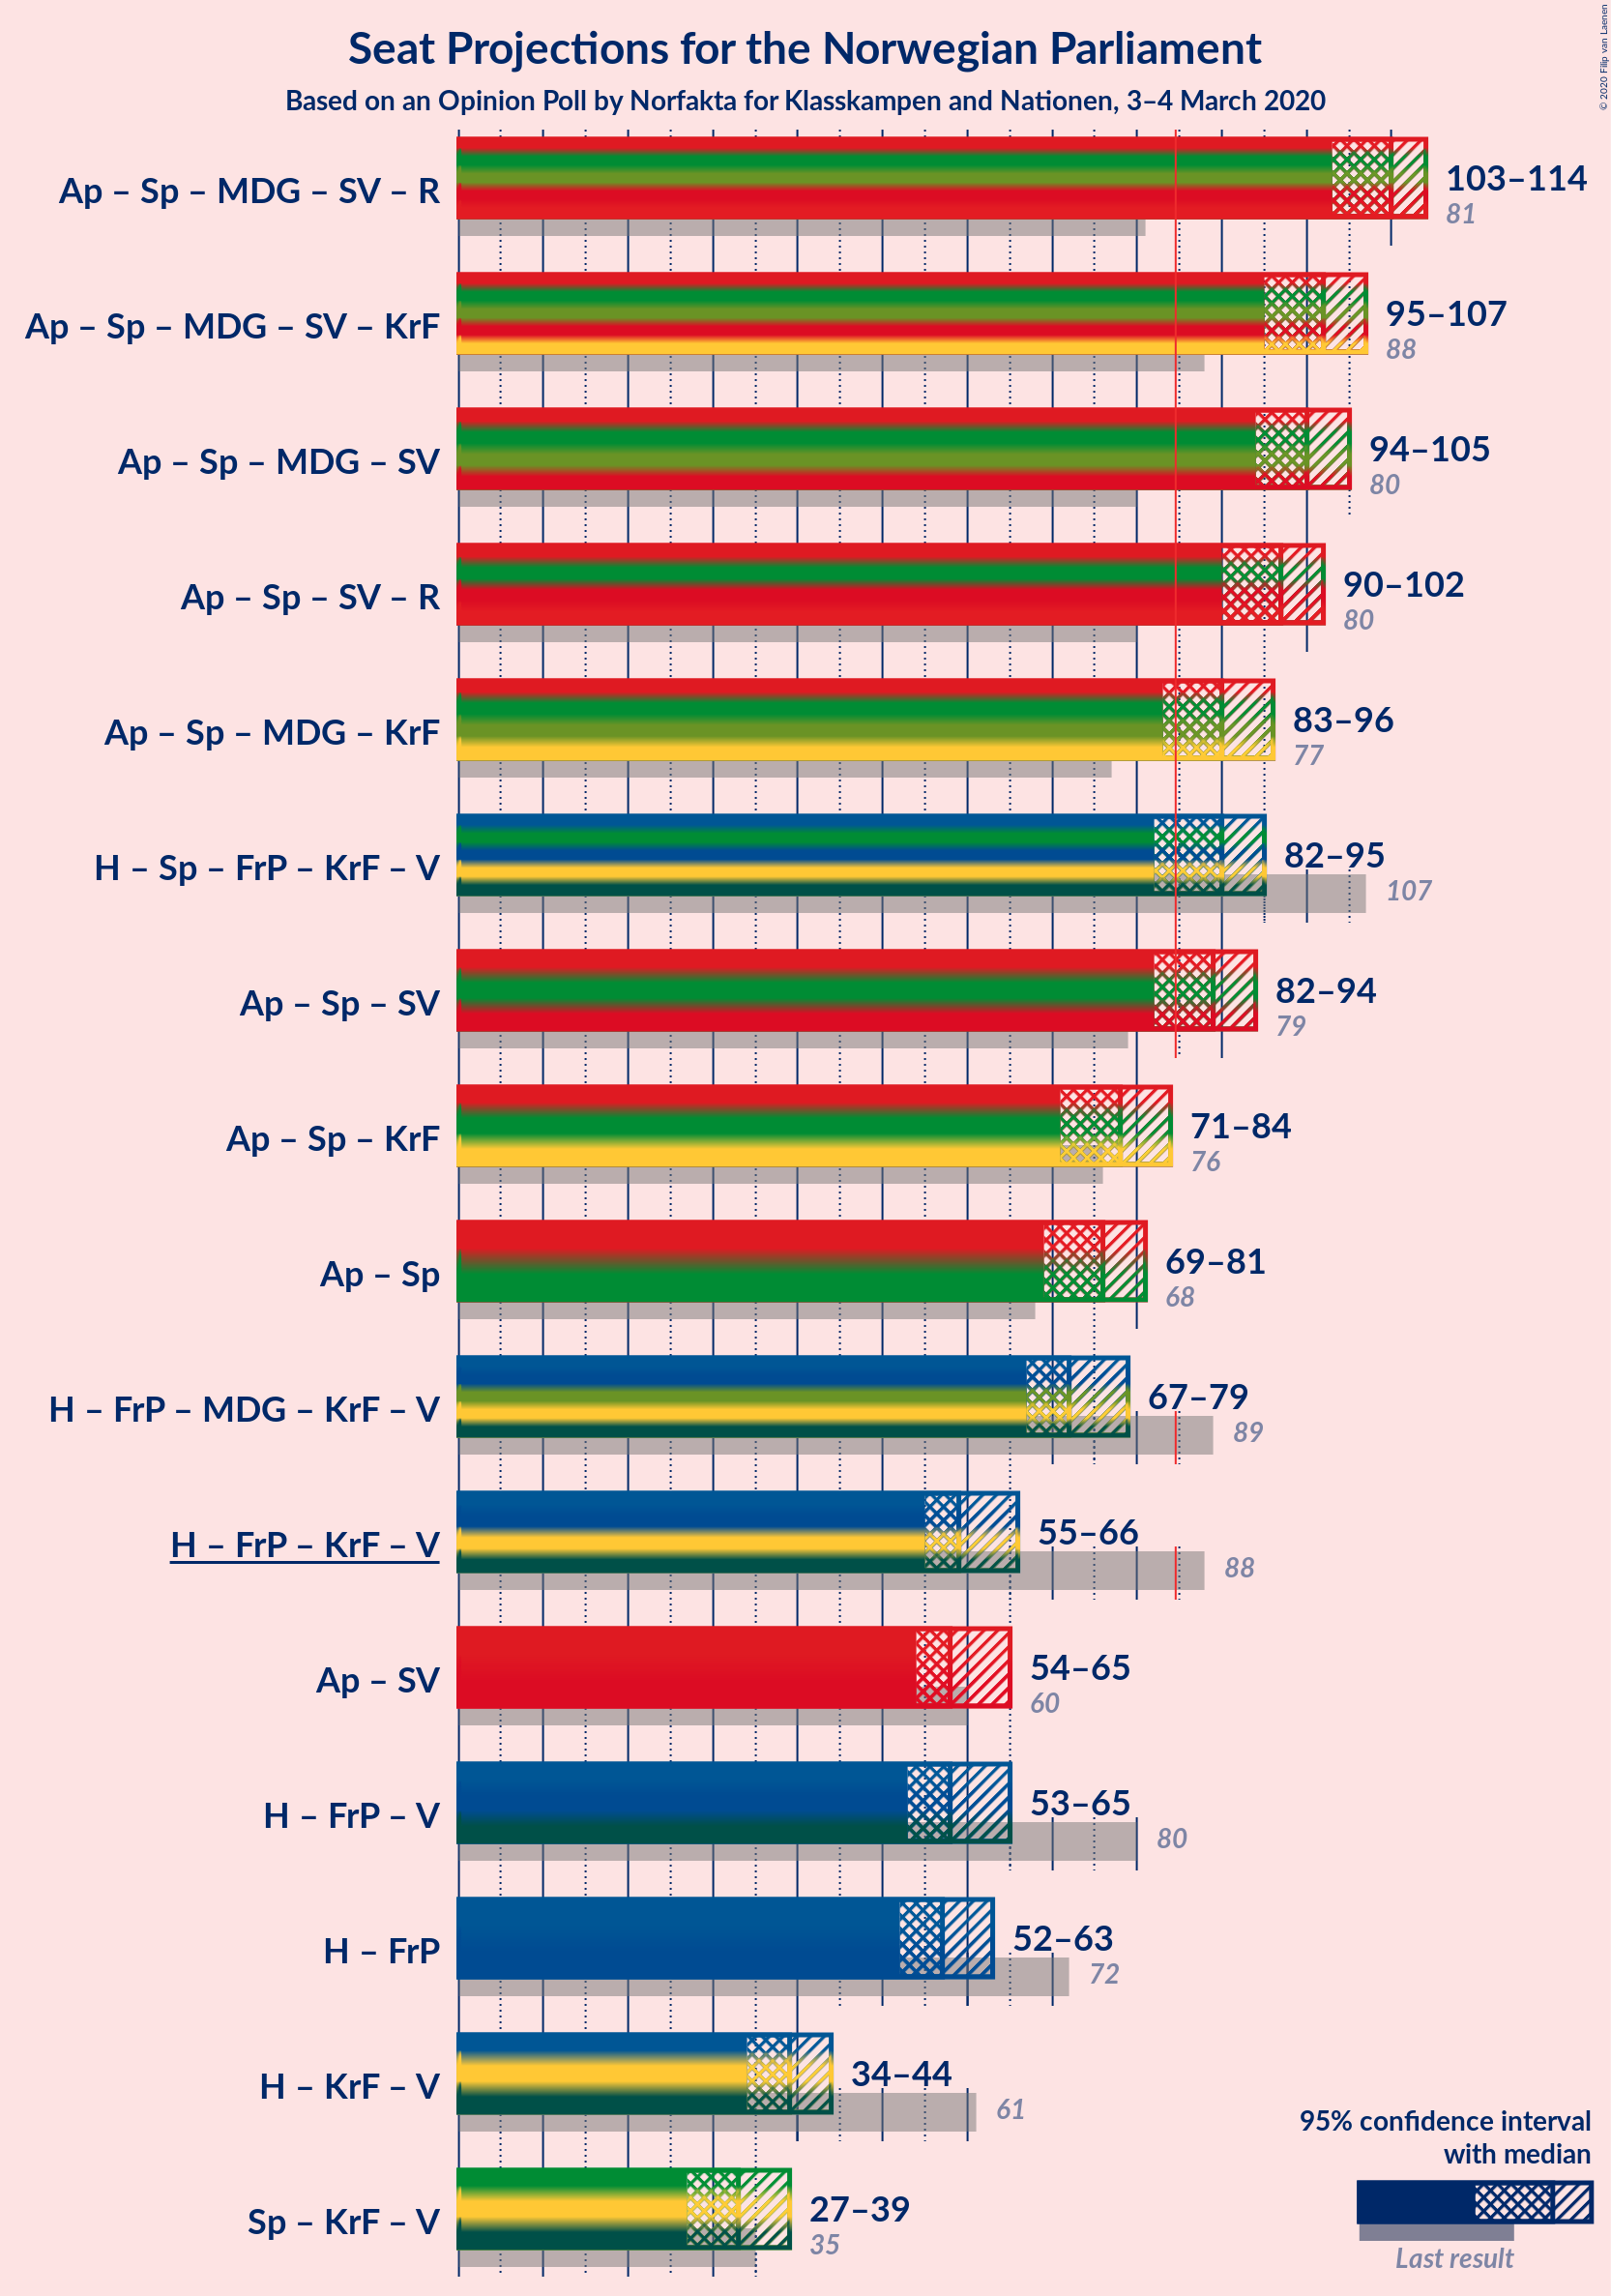 Seat Projections for the Norwegian Parliament
Based on an Opinion Poll by Norfakta for Klasskampen and Nationen, 3–4 March 2020
© 2020 Filip van Laenen
Ap – Sp – MDG – SV – R
103–114
81
Ap – Sp – MDG – SV – KrF
95–107
88
Ap – Sp – MDG – SV
94–105
80
Ap – Sp – SV – R
90–102
80
Ap – Sp – MDG – KrF
83–96
77
H – Sp – FrP – KrF – V
82–95
107
Ap – Sp – SV
82–94
79
Ap – Sp – KrF
71–84
76
Ap – Sp
69–81
68
H – FrP – MDG – KrF – V
67–79
89
H – FrP – KrF – V
55–66
88
Ap – SV
54–65
60
H – FrP – V
53–65
80
H – FrP
52–63
72
H – KrF – V
34–44
61
Sp – KrF – V
27–39
35
95% confidence interval
with median
Last result